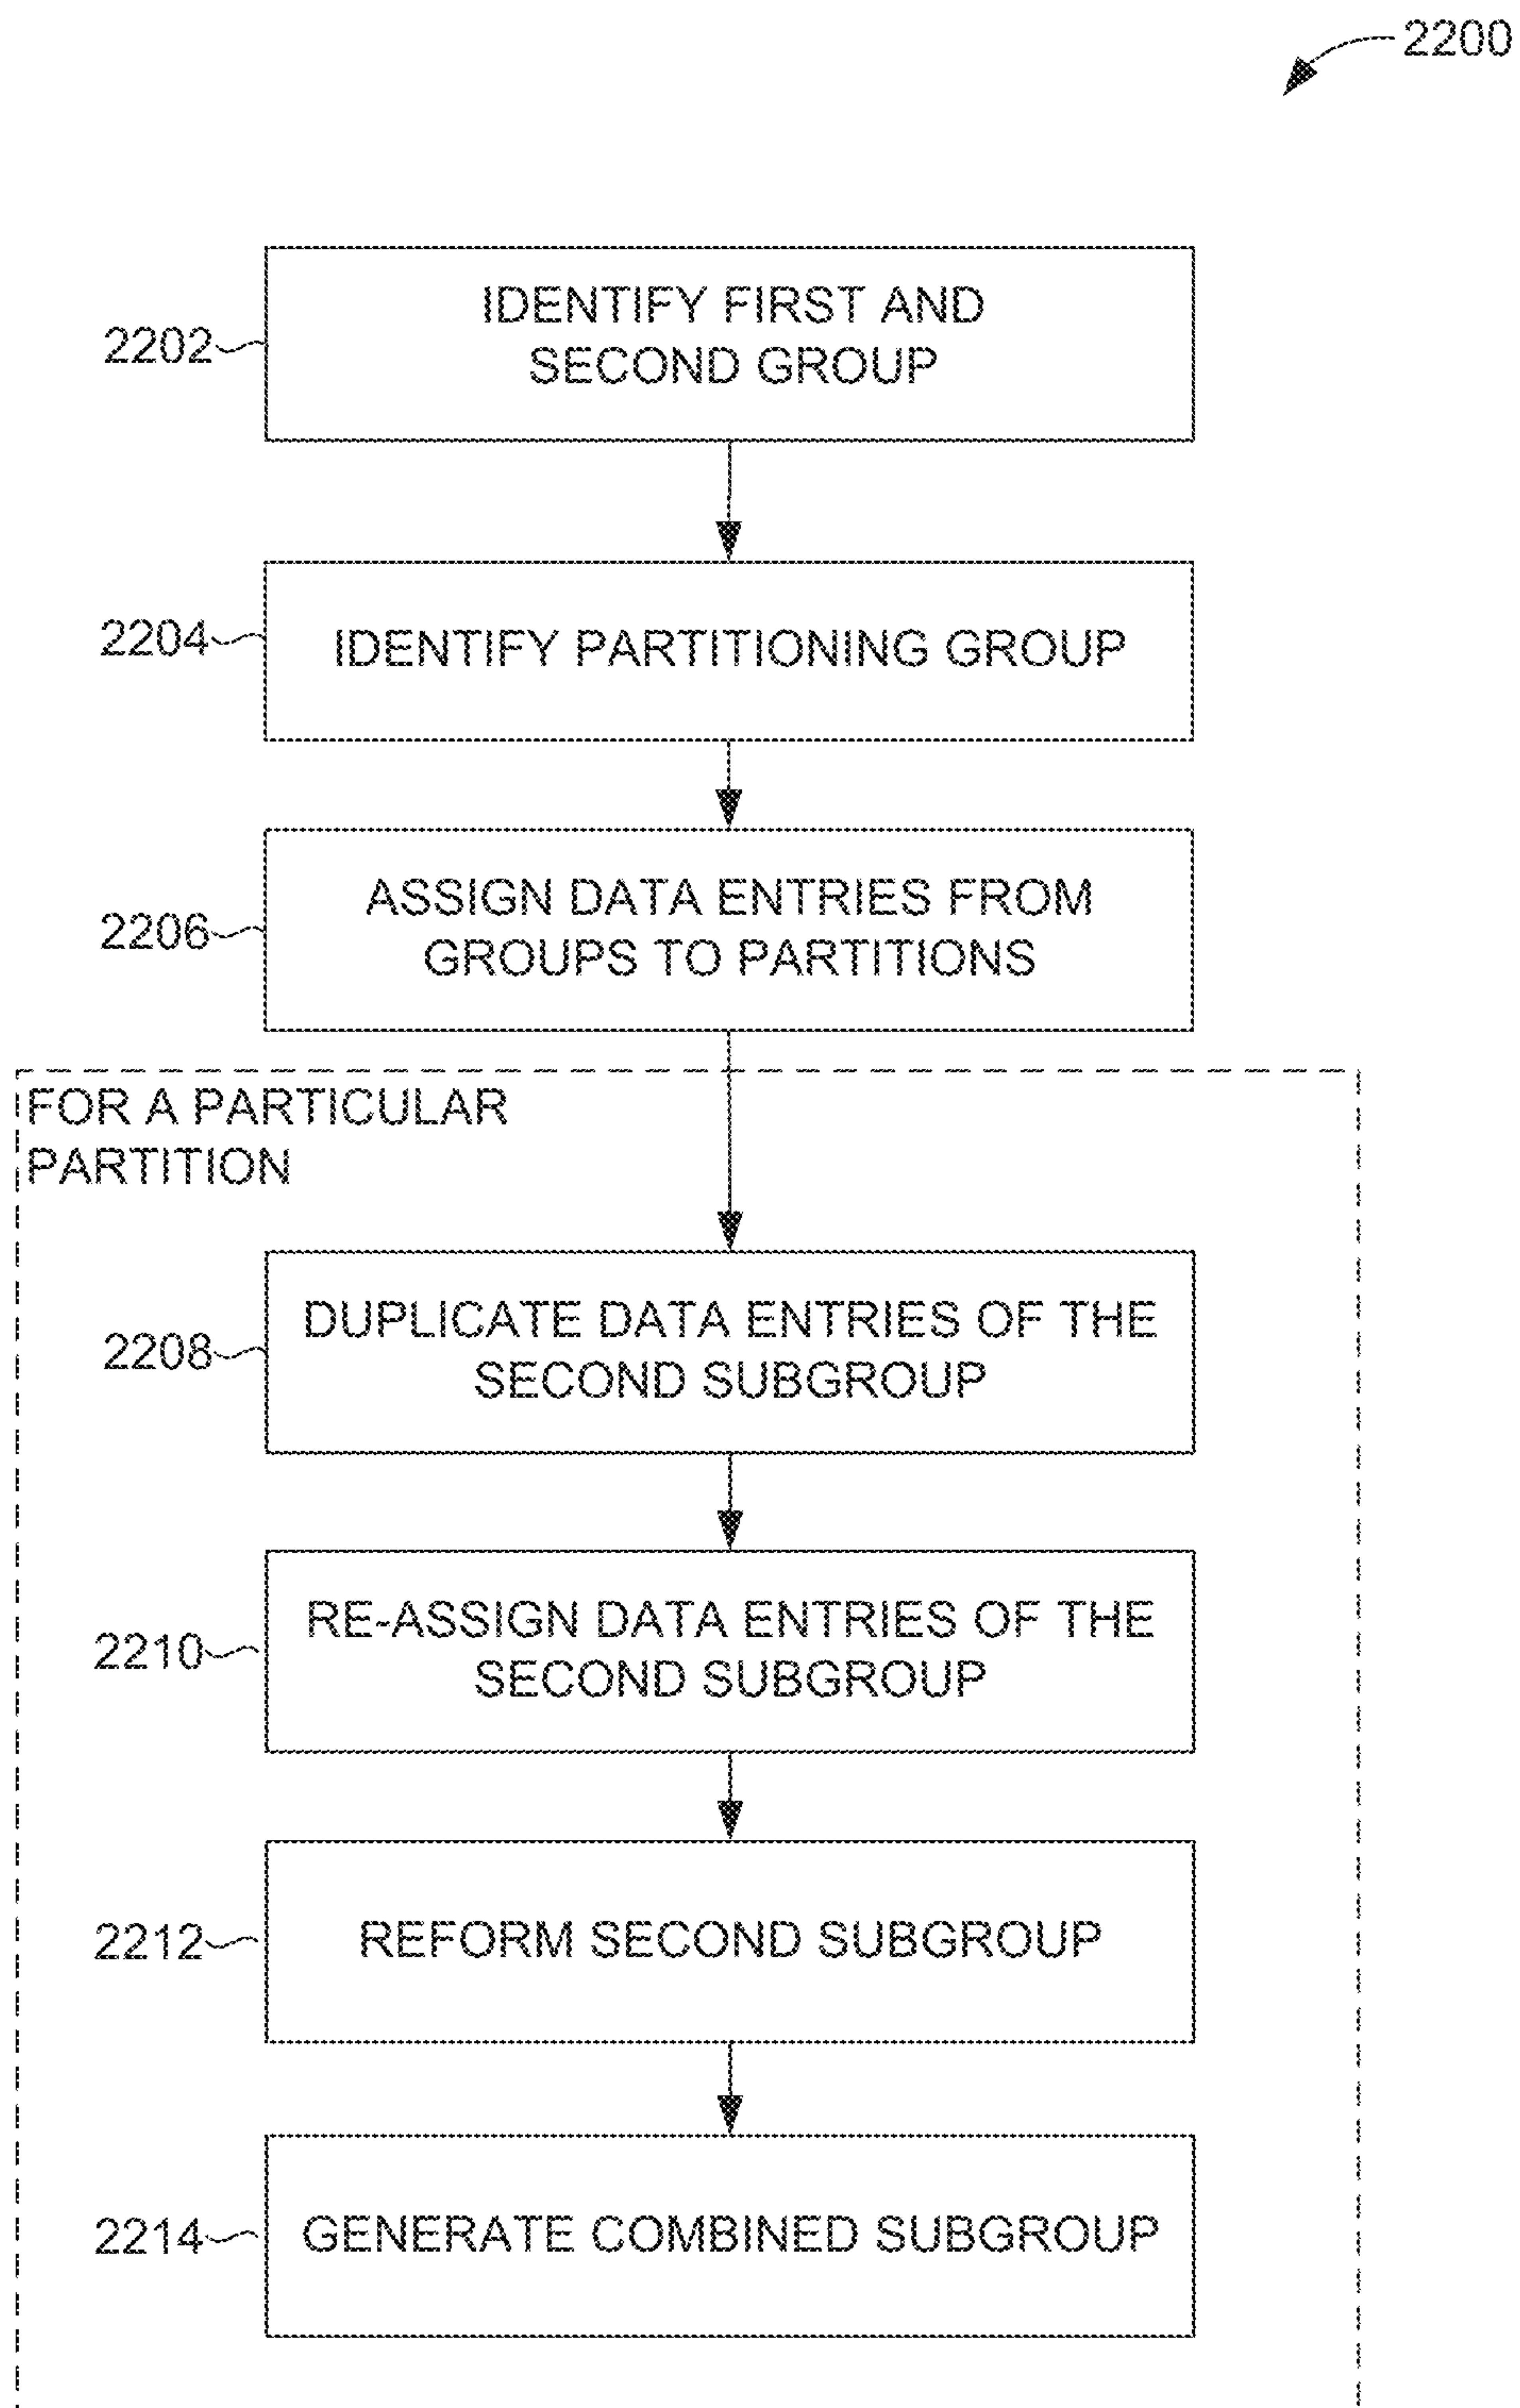 2200
IDENTIFY FIRST AND
SECOND GROUP
2202
IDENTIFY PARTITIONING GROUP
2204
ASSIGN DATA ENTRIES FROM
GROUPS TO PARTITIONS
2206
FOR A PARTICULAR
PARTITION
DUPLICATE DATA ENTRIES OF THE
SECOND SUBGROUP
2208
RE-ASSIGN DATA ENTRIES OF THE
SECOND SUBGROUP
2210
REFORM SECOND SUBGROUP
2212
GENERATE COMBINED SUBGROUP
2214